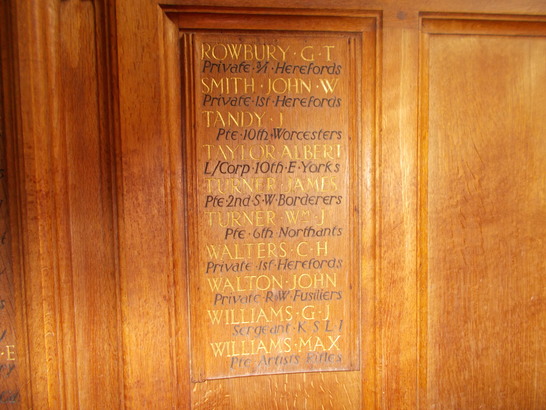 ROWBURY · G · T
Private · 3/1 · Herefords
SMITH · JOHN · W
Private · 1st · Herefords
TANDY · J
Pte · 10th · Worcesters
TAYLOR ALBERT
L/Corp · 10th · E · Yorks
TURNER · JAMES
Pte · 2nd · S · W · Borderers
TURNER · Wm · J
Pte · 6th · Northants
WALTERS · C · H
Private · 1st · Herefords
WALTON · JOHN
Private · R · W · Fusiliers
WILLIAMS · G · J
Sergeant · K · S · L · I
WILLIAMS · MAX
Pte · Artists · Rifles
E